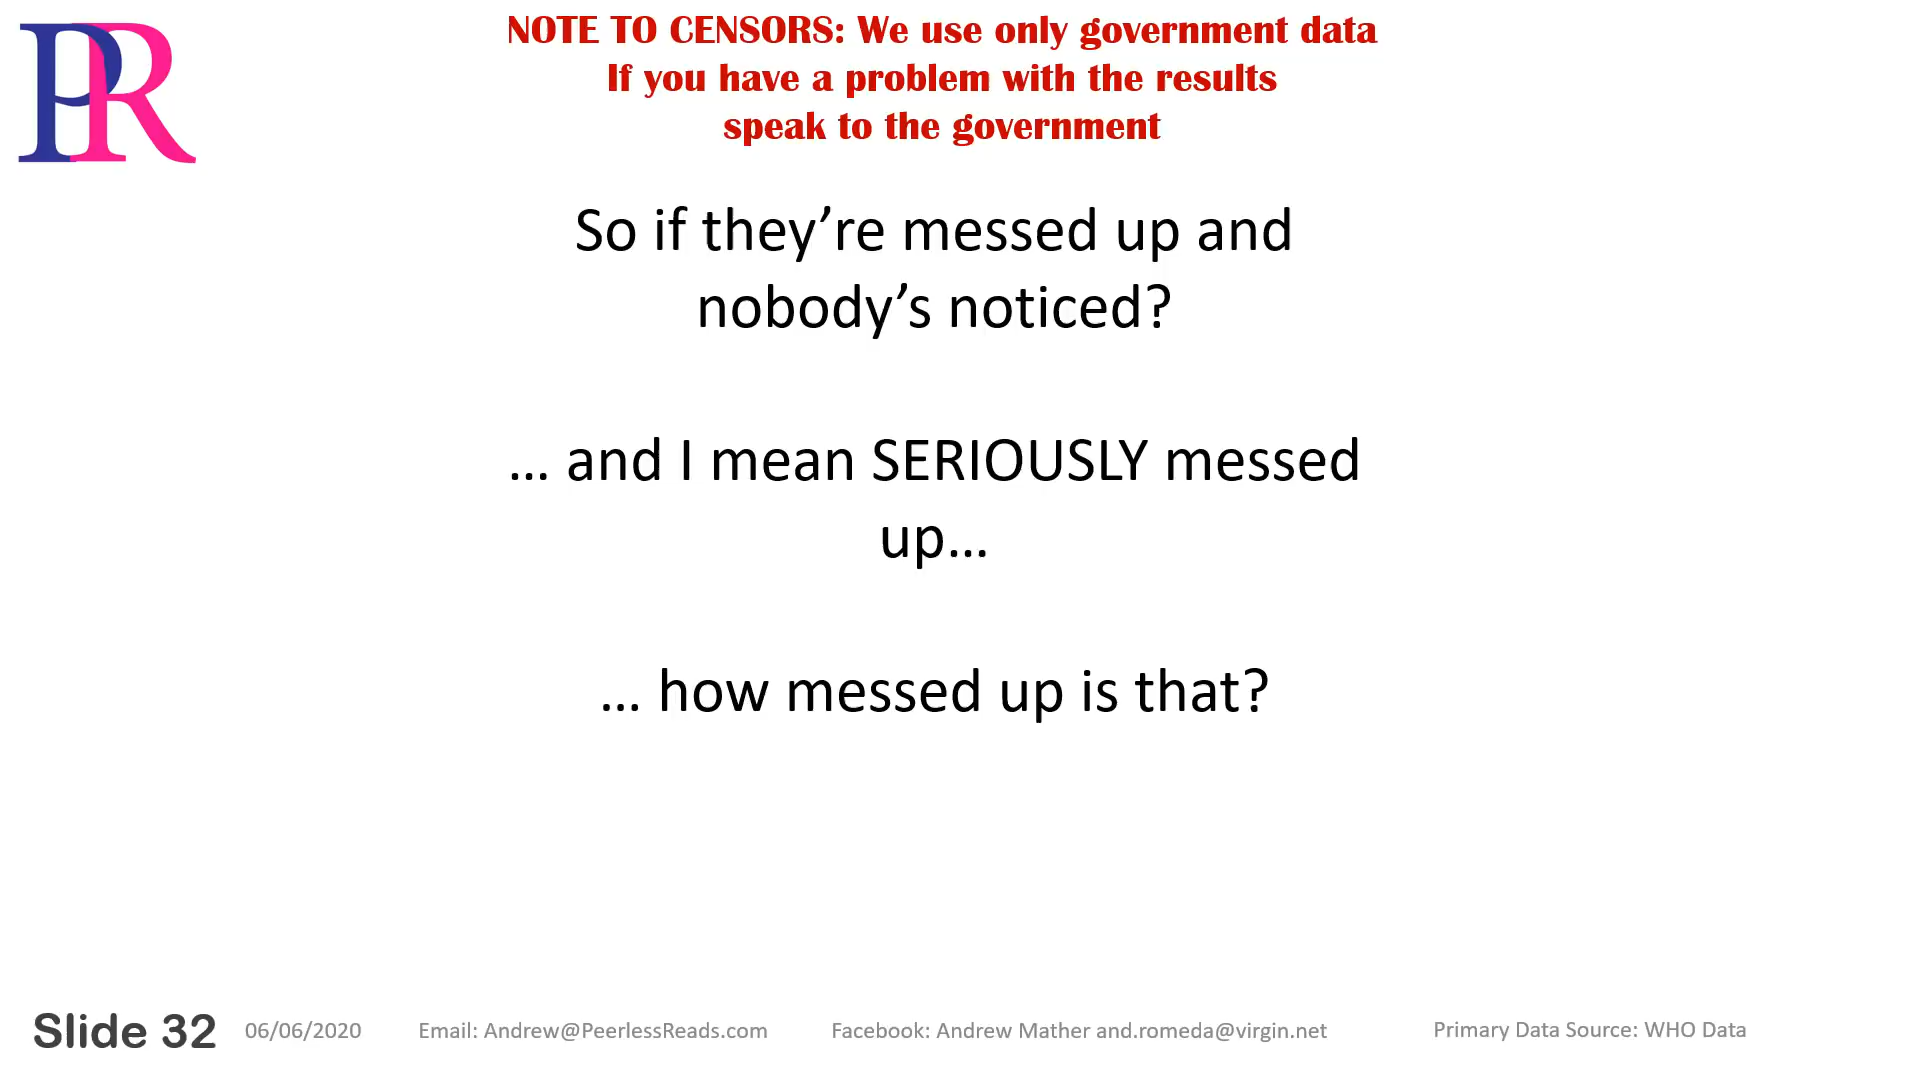 PR
NOTE TO CENSORS: We use only government data
If you have a problem with the results
speak to the government
So if they’re messed up and
nobody’s noticed?
… and I mean SERIOUSLY messed
up…
… how messed up is that?
Slide 32 06/06/2020 Email: Andrew@PeerlessReads.com Facebook: Andrew Mather and.romeda@virgin.net Primary Data Source: WHO Data